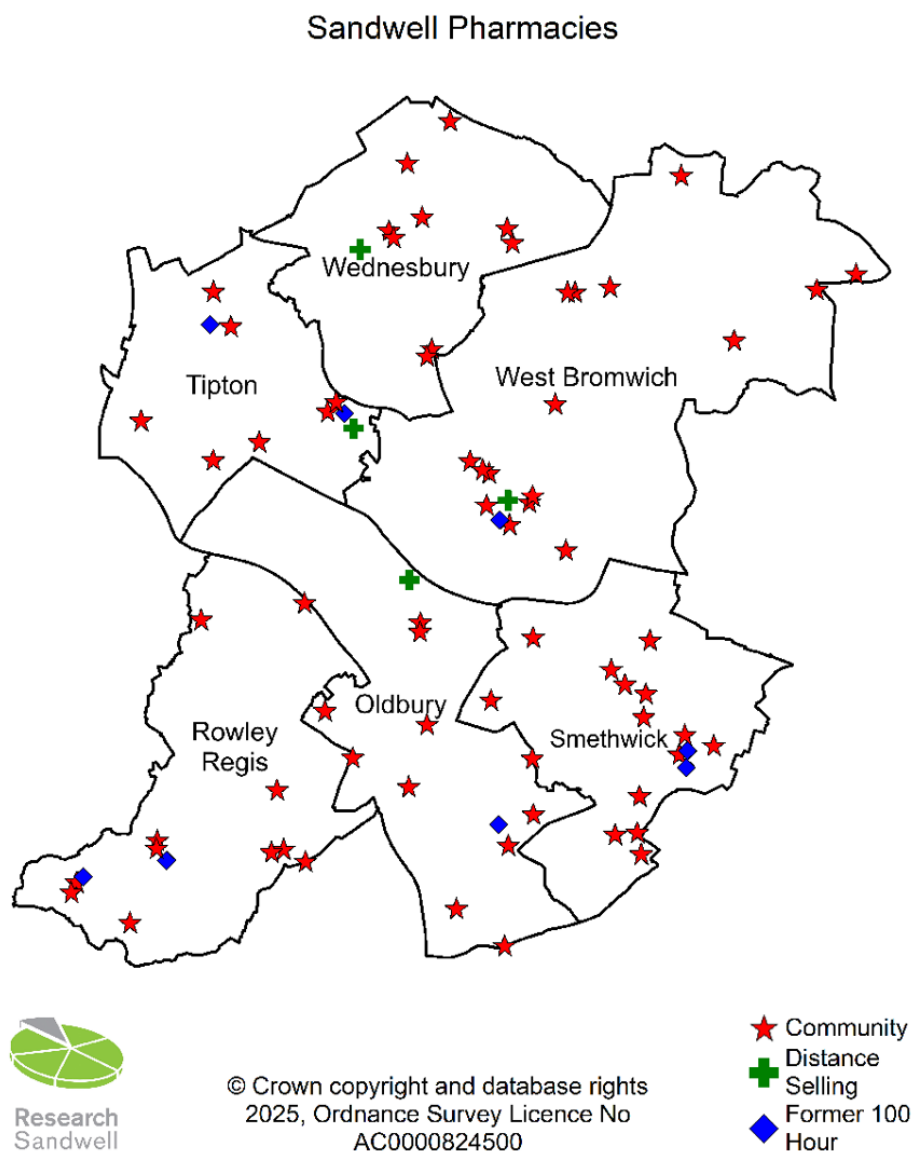 Sandwell Pharmacies
Wednesbury
West Bromwich
Tipton
Oldbury
Rowley
Regis
Smethwick
Community
Distance
Selling
Former 100
Hour
© Crown copyright and database rights
2025, Ordnance Survey Licence No
AC0000824500
Research
Sandwell